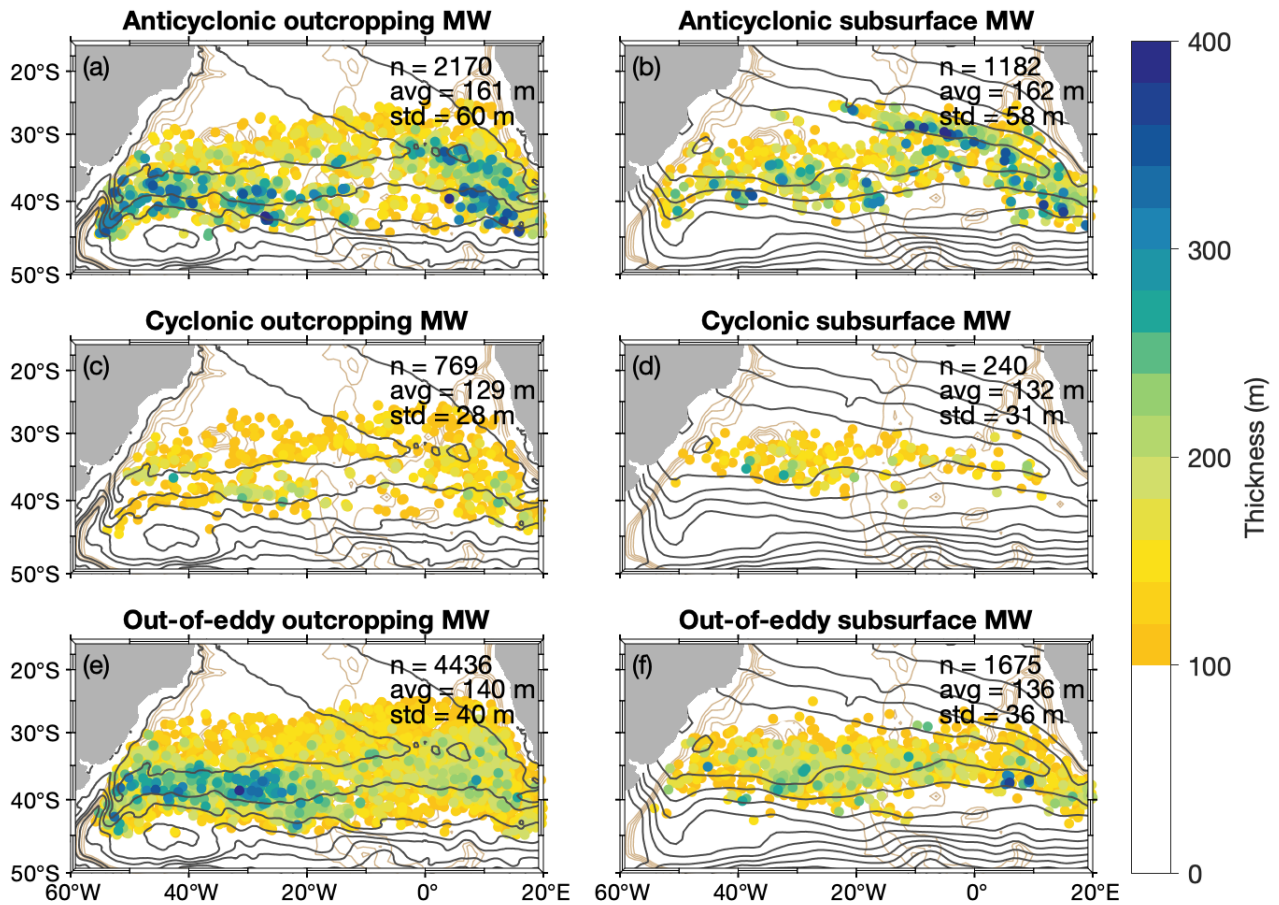 Anticyclonic outcropping MW
Anticyclonic subsurface MW
(a)
n = 2170
avg = 161 m
std = 60 m
20°S
30°S
40°S
50°S
(b)
n = 1182
avg = 162 m
std = 58 m
Cyclonic outcropping MW
Cyclonic subsurface MW
(c)
n = 769
avg = 129 m
std = 28 m
20°S
30°S
40°S
50°S
(d)
n = 240
avg = 132 m
std = 31 m
Out-of-eddy outcropping MW
Out-of-eddy subsurface MW
(e)
n = 4436
avg = 140 m
std = 40 m
20°S
30°S
40°S
50°S
60°W
40°W
20°W
0°
20°E
(f)
n = 1675
avg = 136 m
std = 36 m
60°W
40°W
20°W
0°
20°E
400
300
200
100
0
Thickness (m)